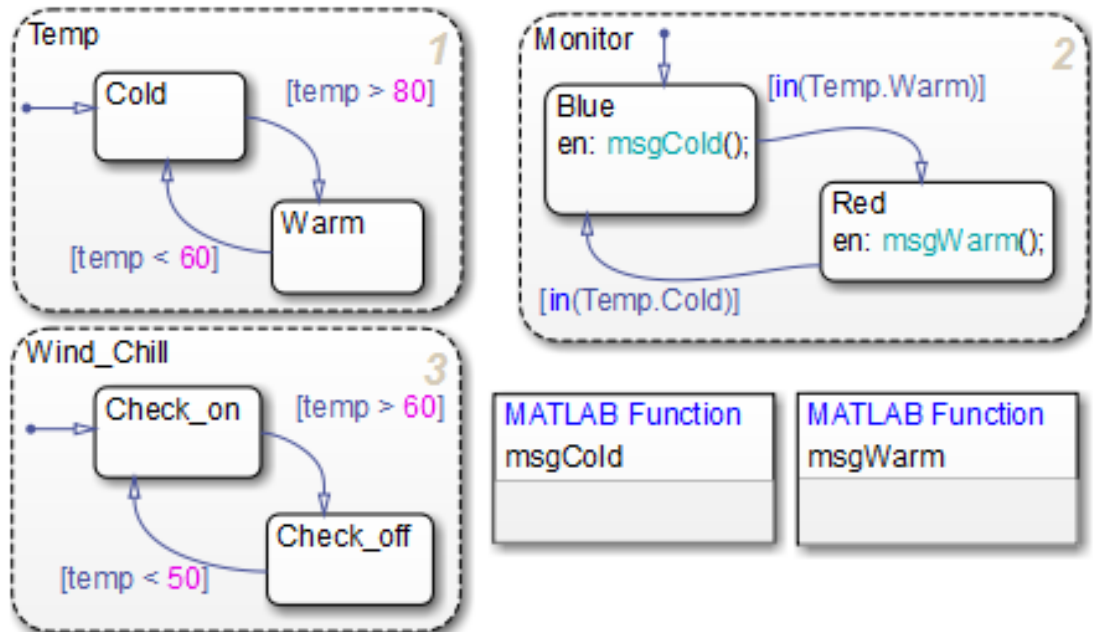 Temp
1
Cold
[temp > 80]
Warm
[temp < 60]
Monitor
2
[in(Temp.Warm)]
Blue
en: msgCold();
Red
en: msgWarm();
[in(Temp.Cold)]
Wind_Chill
3
Check_on
[temp > 60]
Check_off
[temp < 50]
MATLAB Function
msgCold
MATLAB Function
msgWarm